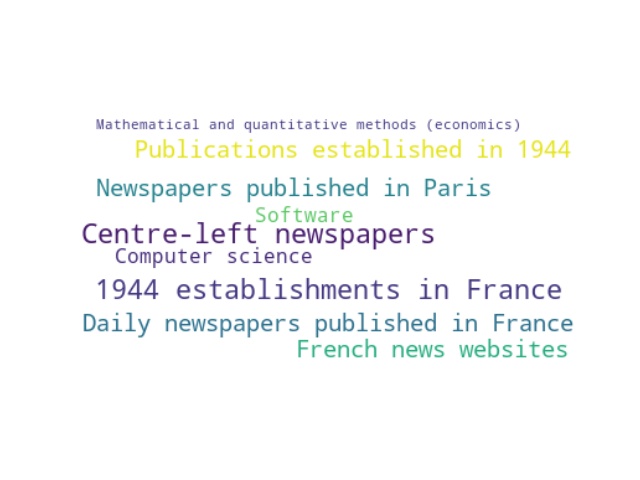 Mathematical and quantitative methods (economics)
Publications established in 1944
Newspapers published in Paris
Software
Centre-left newspapers
Computer science
1944 establishments in France
Daily newspapers published in France
French news websites